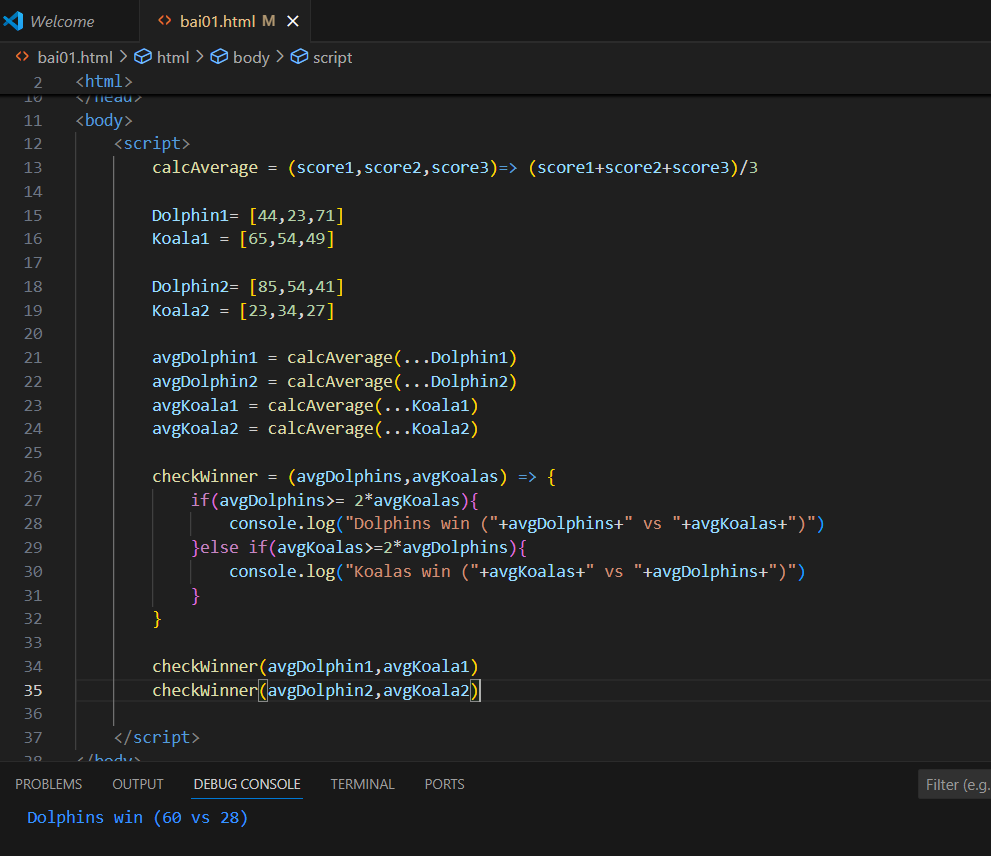 Welcome
bai01.html M
bai01.html > html > body > script
2 <html>
10 </head>
11 <body>
12 <script>
13 calcAverage = (score1,score2,score3)=> (score1+score2+score3)/3
14
15 Dolphin1= [44,23,71]
16 Koala1 = [65,54,49]
17
18 Dolphin2= [85,54,41]
19 Koala2 = [23,34,27]
20
21 avgDolphin1 = calcAverage(...Dolphin1)
22 avgDolphin2 = calcAverage(...Dolphin2)
23 avgKoala1 = calcAverage(...Koala1)
24 avgKoala2 = calcAverage(...Koala2)
25
26 checkWinner = (avgDolphins,avgKoalas) => {
27 if(avgDolphins>= 2*avgKoalas){
28 console.log("Dolphins win ("+avgDolphins+" vs "+avgKoalas+")")
29 }else if(avgKoalas>=2*avgDolphins){
30 console.log("Koalas win ("+avgKoalas+" vs "+avgDolphins+")")
31 }
32 }
33
34 checkWinner(avgDolphin1,avgKoala1)
35 checkWinner(avgDolphin2,avgKoala2)
36
37 </script>
38 </body>
PROBLEMS OUTPUT DEBUG CONSOLE TERMINAL PORTS Filter (e.g.
Dolphins win (60 vs 28)